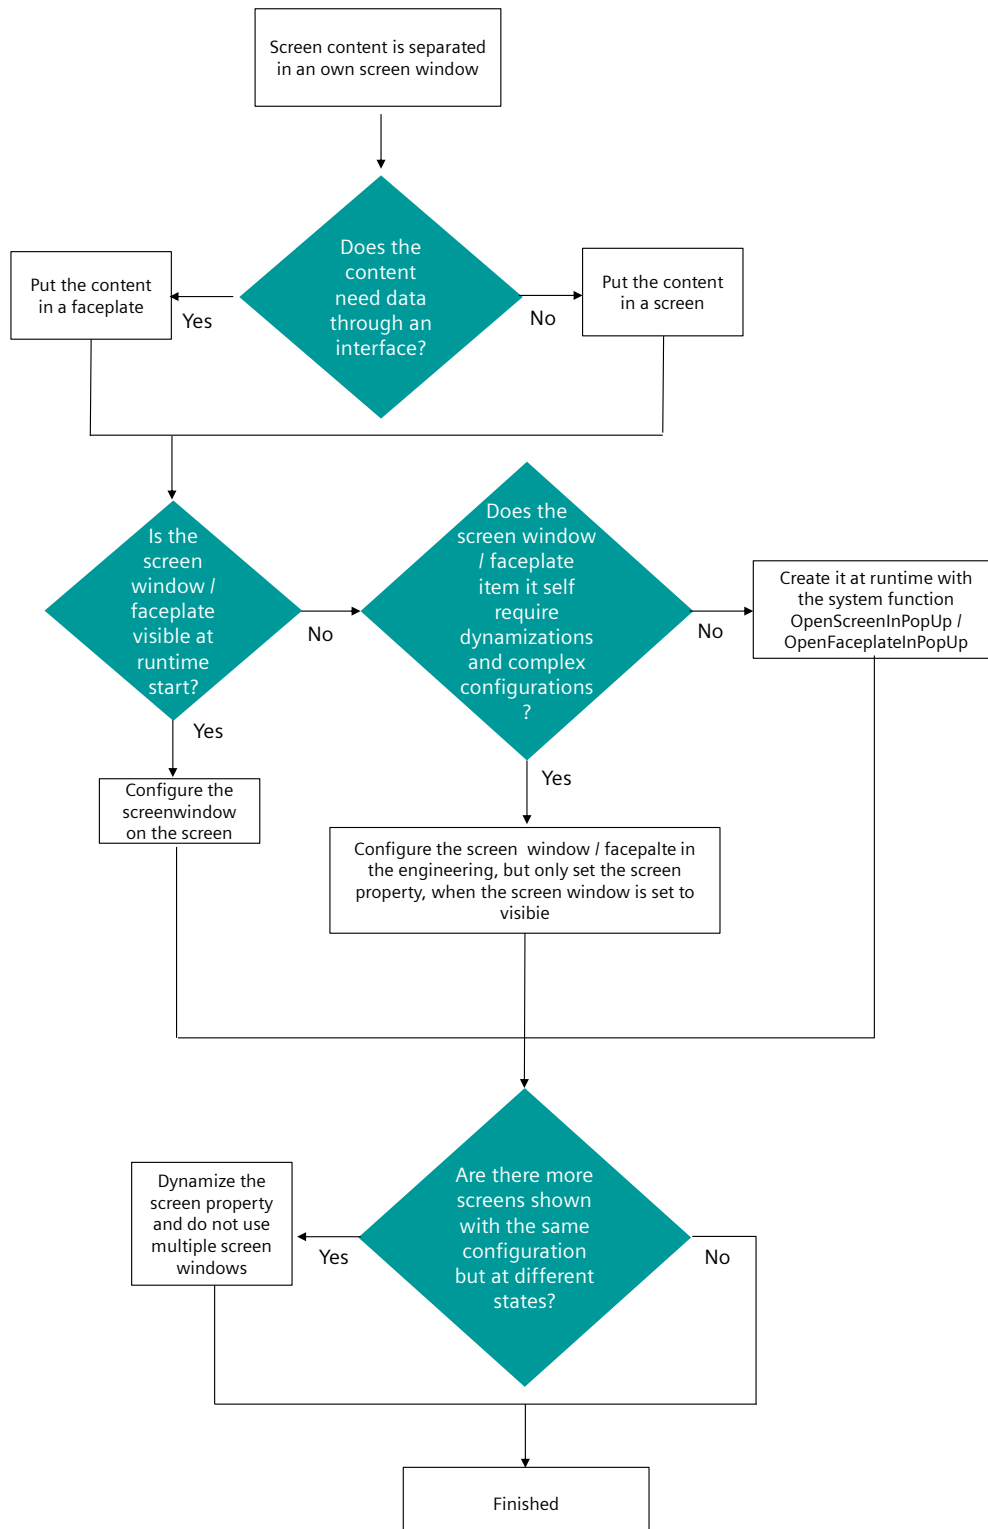 Screen content is separated
in an own screen window
Does the
content
need data
through an
interface?
Put the content
in a faceplate
Yes
No
Put the content
in a screen
Is the
screen
window /
faceplate
visible at
runtime
start?
No
Yes
Does the
screen window
/ faceplate
item it self
require
dynamizations
and complex
configurations
?
No
Yes
Create it at runtime with
the system function
OpenScreenInPopUp /
OpenFaceplateInPopUp
Configure the
screenwindow
on the screen
Configure the screen window / facepalte in
the engineering, but only set the screen
property, when the screen window is set to
visibie
Are there more
screens shown
with the same
configuration
but at different
states?
Dynamize the
screen property
and do not use
multiple screen
windows
Yes
No
Finished